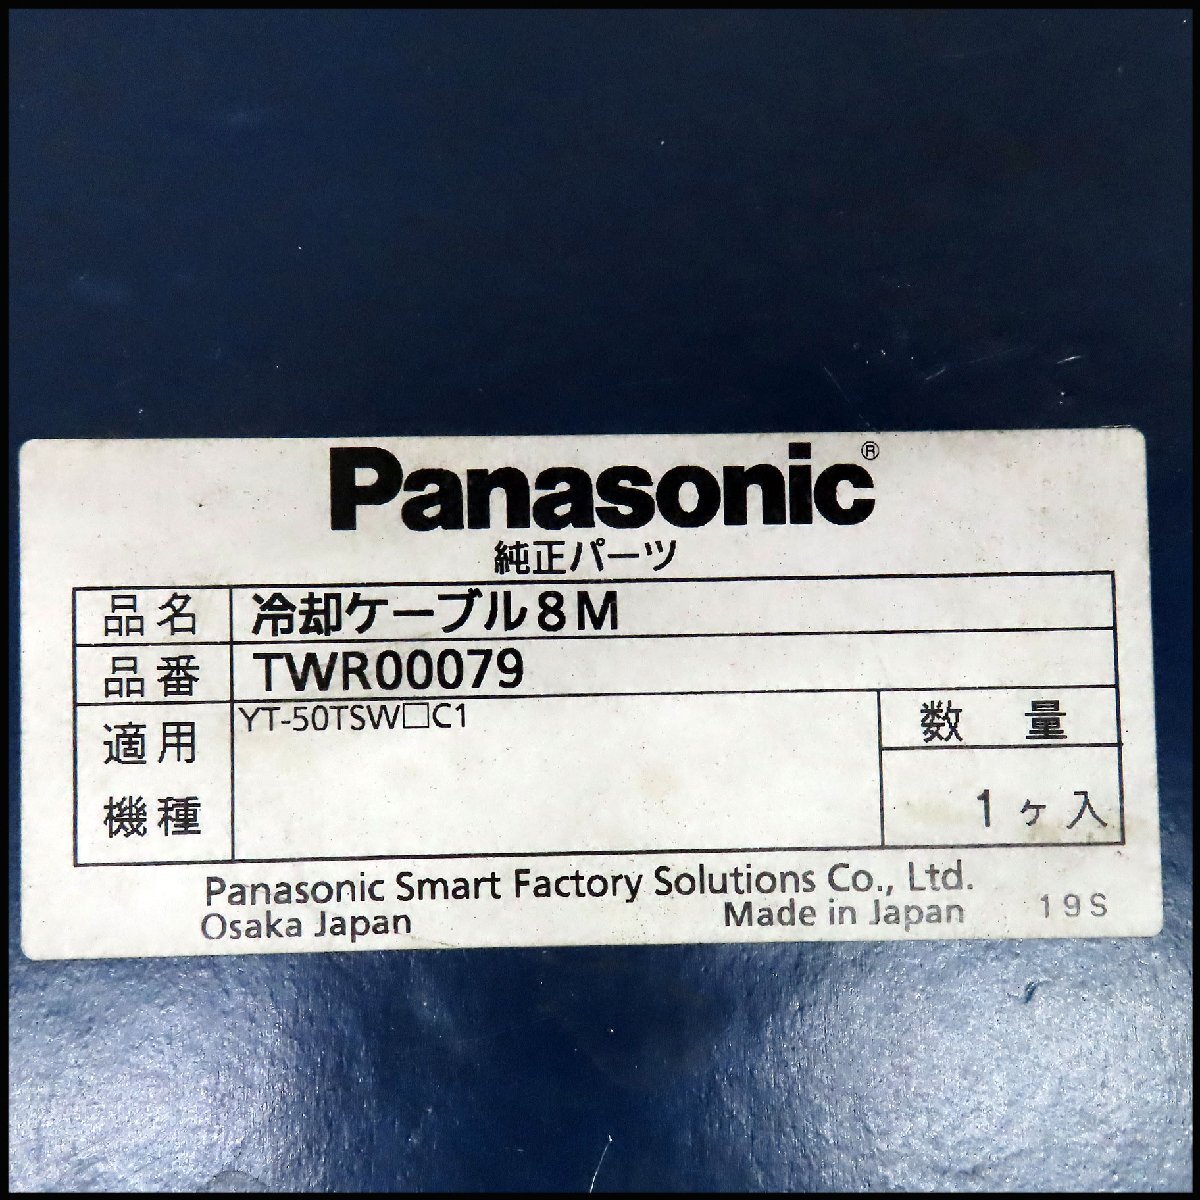 Panasonic®
純正パーツ
品名 冷却ケーブル8M
品番 TWR00079
適用機種 YT-50TSW□C1
数量
1ヶ入
Panasonic Smart Factory Solutions Co., Ltd.
Osaka Japan Made in Japan 19S